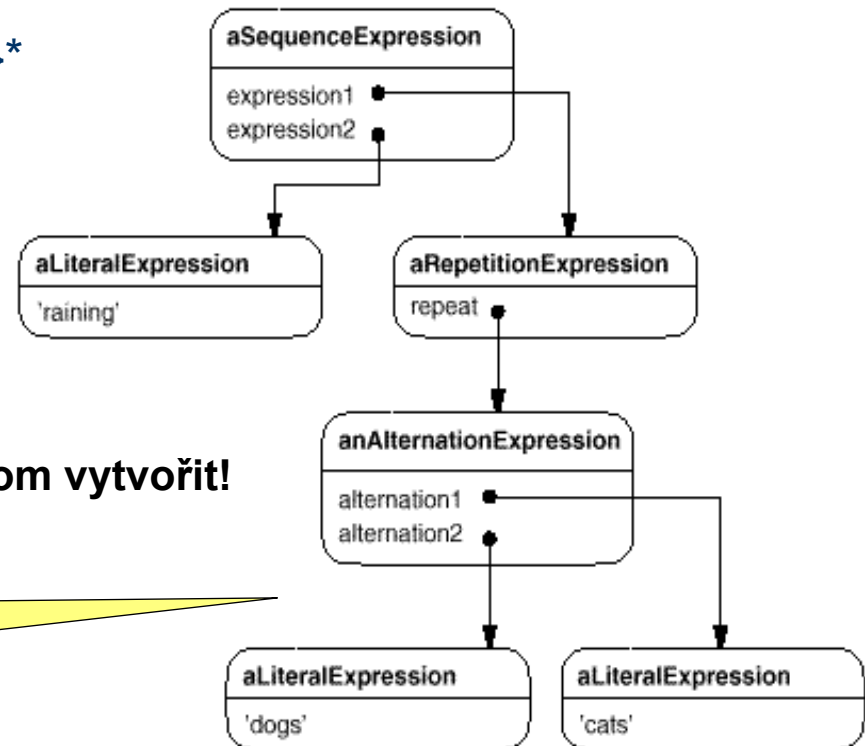 *
aSequenceExpression
expression1
expression2
aLiteralExpression
'raining'
aRepetitionExpression
repeat
anAlternationExpression
alternation1
alternation2
om vytvořit!
aLiteralExpression
'dogs'
aLiteralExpression
'cats'